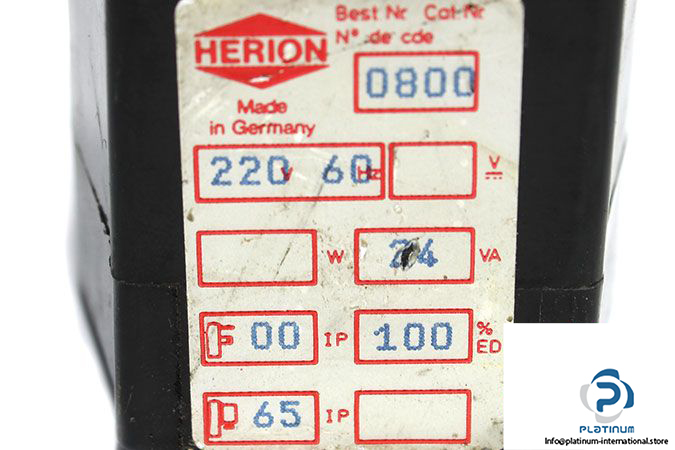 HERION
Best Nr Cat Nr
N° de cde
0800
Made
in Germany
220 V 60 Hz
V
W 24 VA
00 IP 100 % ED
65 IP
PLATINUM
info@platinum-international.store